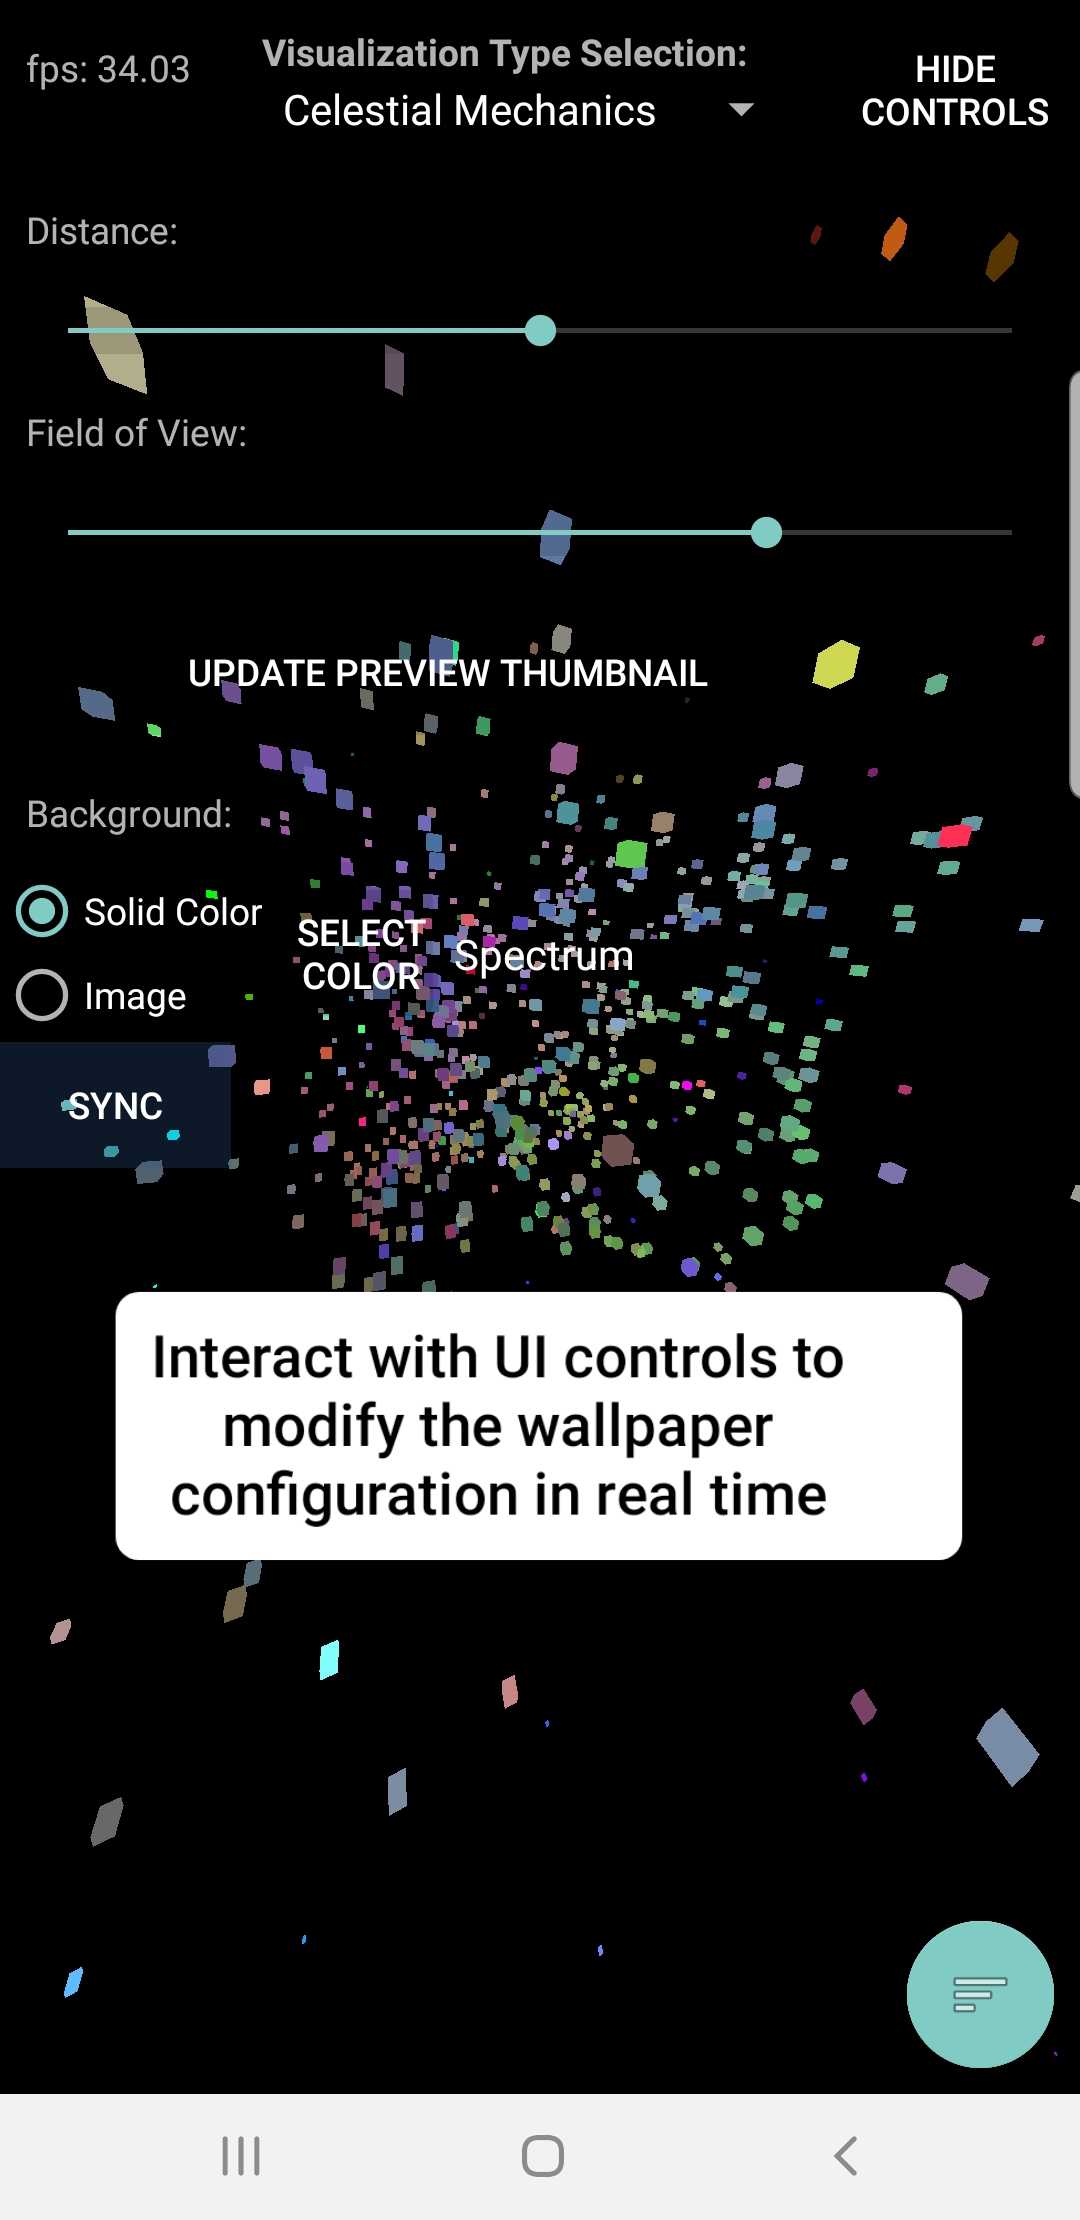 fps: 34.03
Visualization Type Selection:
Celestial Mechanics
HIDE
CONTROLS
Distance:
Field of View:
UPDATE PREVIEW THUMBNAIL
Background:
Solid Color
Image
SELECT
COLOR
Spectrum
SYNC
Interact with UI controls to
modify the wallpaper
configuration in real time